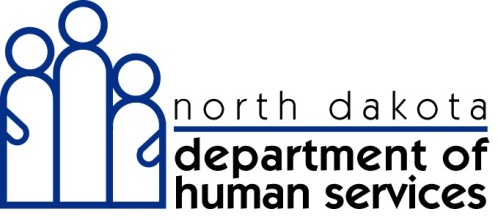 north dakota
department of
human services